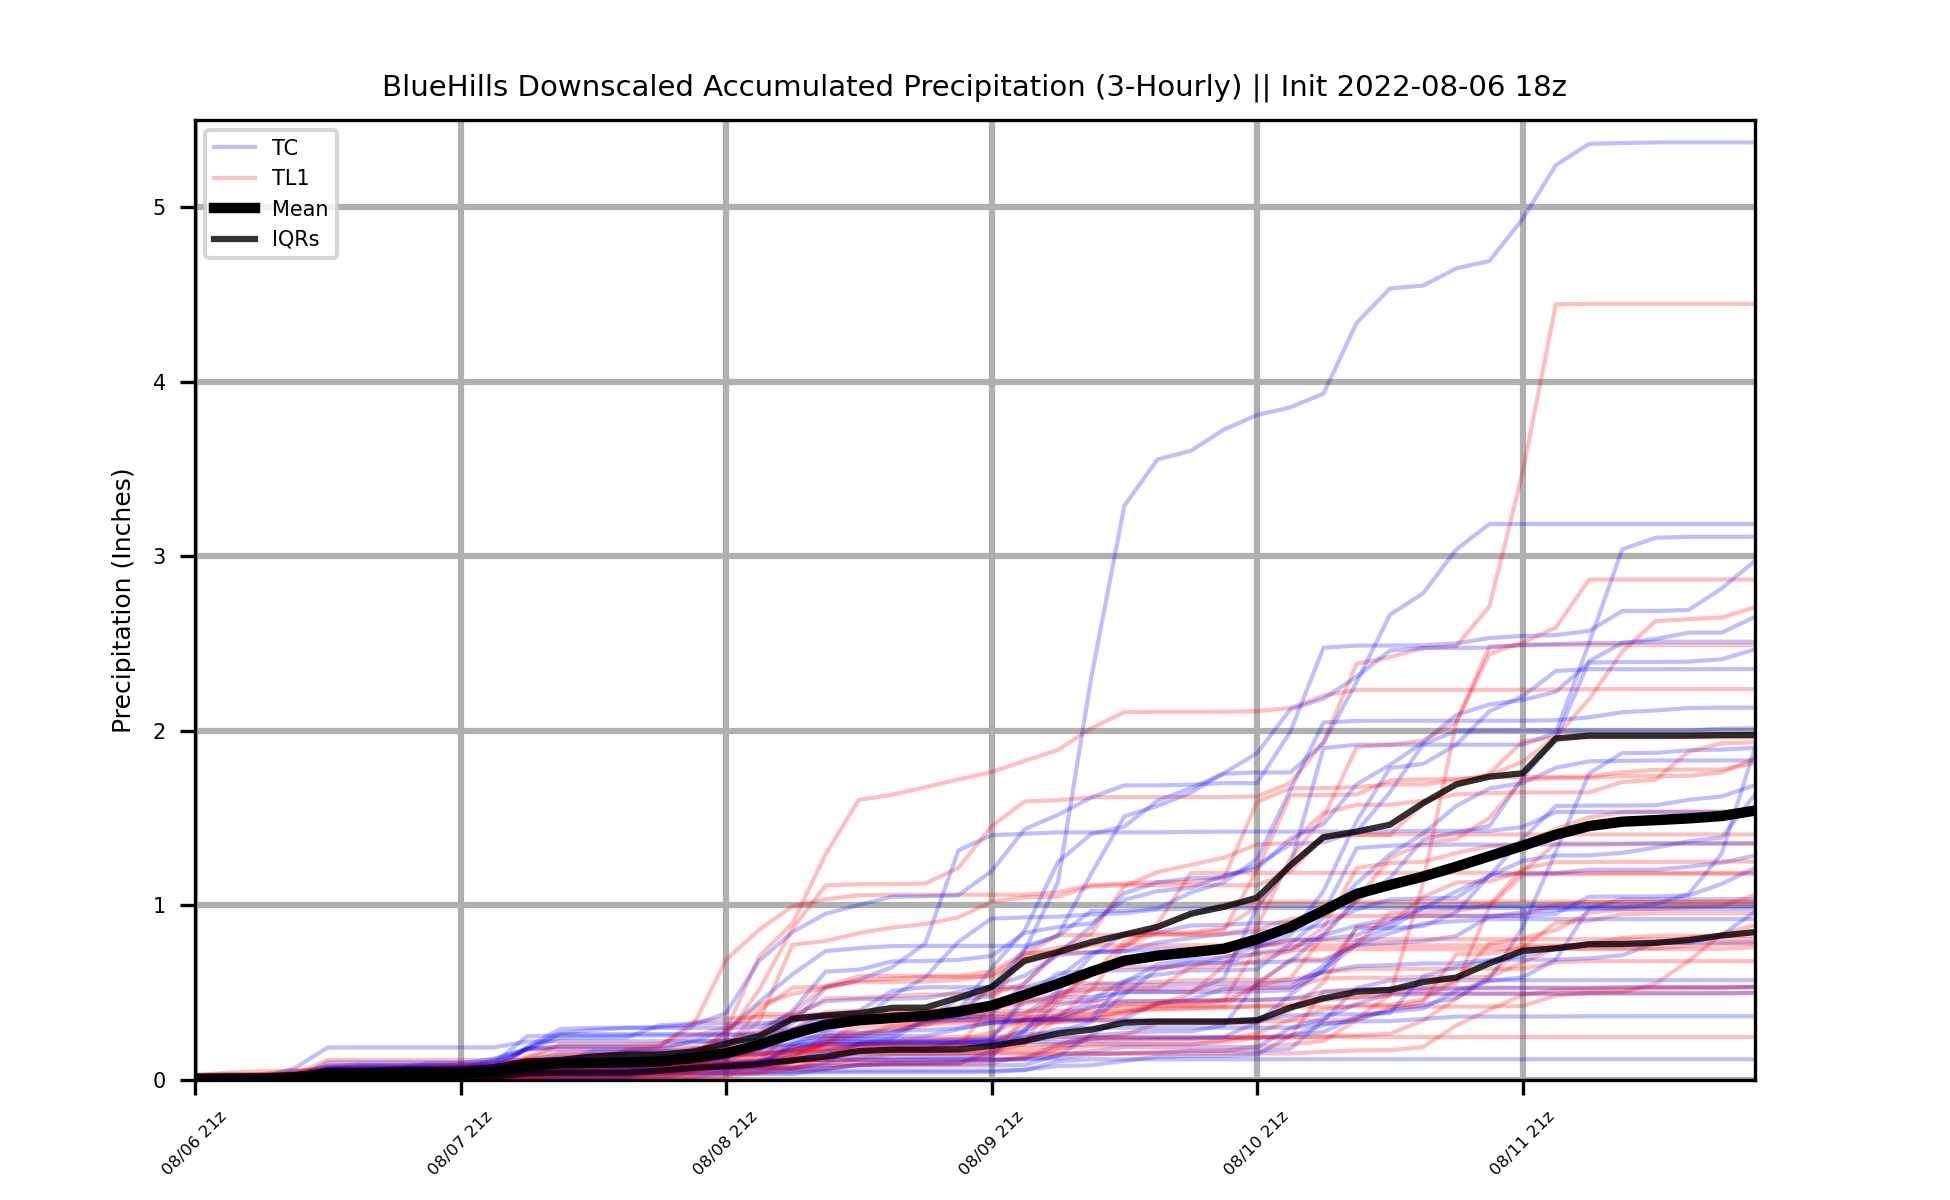 BlueHills Downscaled Accumulated Precipitation (3-Hourly) || Init 2022-08-06 18z
TC
TL1
Mean
IQRs
Precipitation (Inches)
5
4
3
2
1
0
08/06 21z
08/07 21z
08/08 21z
08/09 21z
08/10 21z
08/11 21z